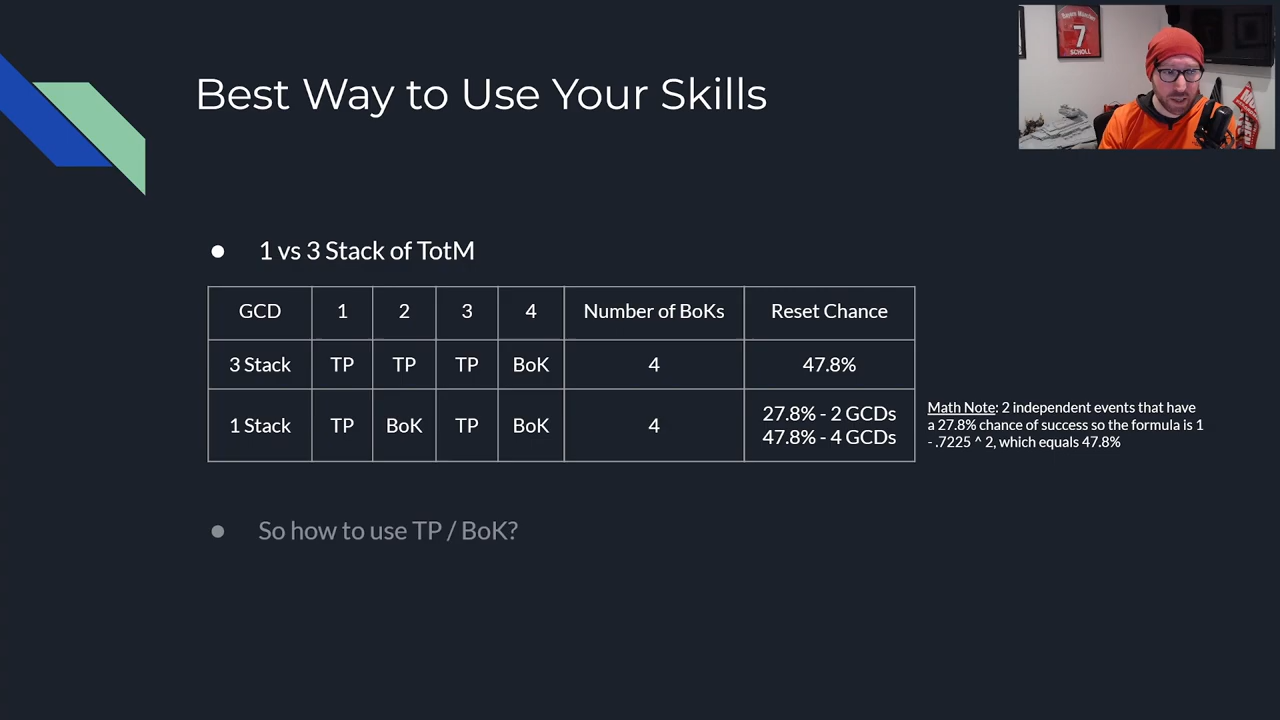 Best Way to Use Your Skills
7
SCHOLL
● 1 vs 3 Stack of TotM
GCD 1 2 3 4 Number of BoKs Reset Chance
3 Stack TP TP TP BoK 4 47.8%
1 Stack TP BoK TP BoK 4 27.8% - 2 GCDs
47.8% - 4 GCDs
Math Note: 2 independent events that have
a 27.8% chance of success so the formula is 1
- .7225 ^ 2, which equals 47.8%
● So how to use TP / BoK?